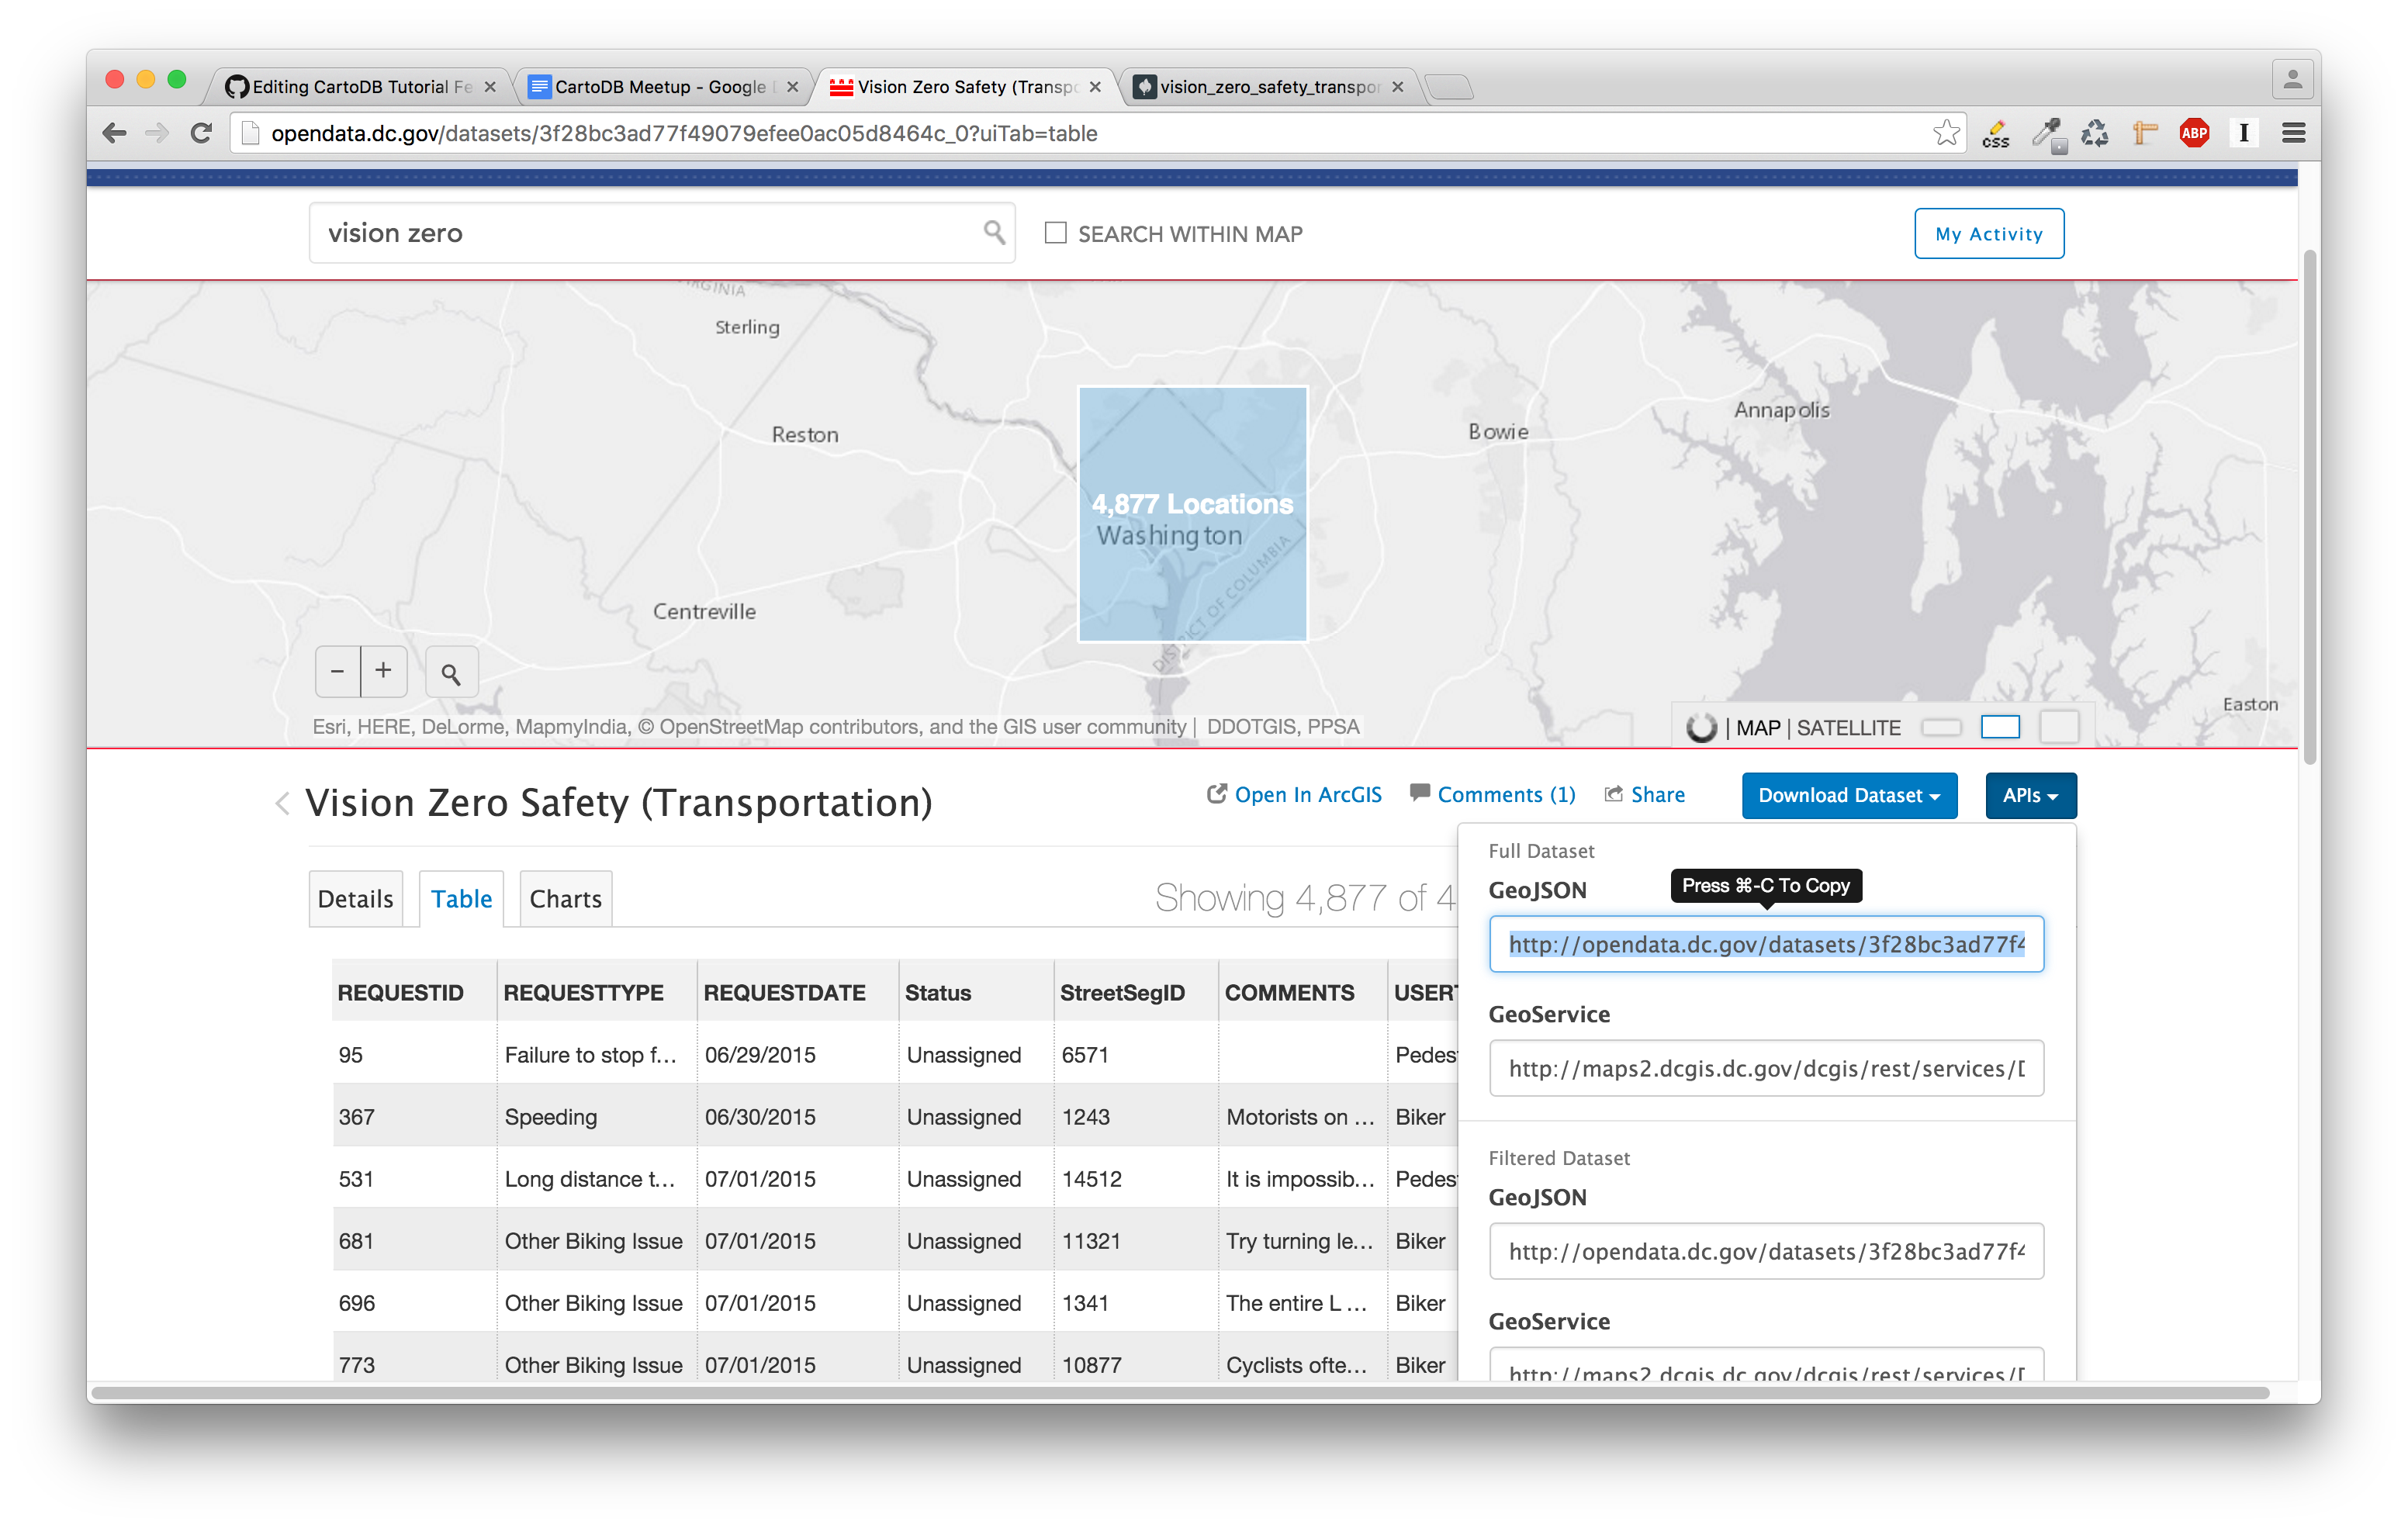 Editing CartoDB Tutorial Fe
CartoDB Meetup - Google D
Vision Zero Safety (Transpo
vision_zero_safety_transpor
opendata.dc.gov/datasets/3f28bc3ad77f49079efee0ac05d8464c_0?uiTab=table
css
ABP
I
vision zero
SEARCH WITHIN MAP
My Activity
Sterling
Reston
Bowie
Annapolis
4,877 Locations
Washington
DISTRICT OF COLUMBIA
Centreville
Easton
− +
Esri, HERE, DeLorme, MapmyIndia, © OpenStreetMap contributors, and the GIS user community | DDOTGIS, PPSA
| MAP | SATELLITE
Vision Zero Safety (Transportation)
Open In ArcGIS Comments (1) Share Download Dataset APIs
Details Table Charts
Showing 4,877 of 4
Full Dataset
GeoJSON
Press ⌘-C To Copy
http://opendata.dc.gov/datasets/3f28bc3ad77f4
GeoService
http://maps2.dcgis.dc.gov/dcgis/rest/services/D
Filtered Dataset
GeoJSON
http://opendata.dc.gov/datasets/3f28bc3ad77f4
GeoService
http://maps2.dcgis.dc.gov/dcgis/rest/services/D
REQUESTID REQUESTTYPE REQUESTDATE Status StreetSegID COMMENTS USERT
95 Failure to stop f... 06/29/2015 Unassigned 6571 Pedes
367 Speeding 06/30/2015 Unassigned 1243 Motorists on ... Biker
531 Long distance t... 07/01/2015 Unassigned 14512 It is impossib... Pedes
681 Other Biking Issue 07/01/2015 Unassigned 11321 Try turning le... Biker
696 Other Biking Issue 07/01/2015 Unassigned 1341 The entire L ... Biker
773 Other Biking Issue 07/01/2015 Unassigned 10877 Cyclists ofte... Biker